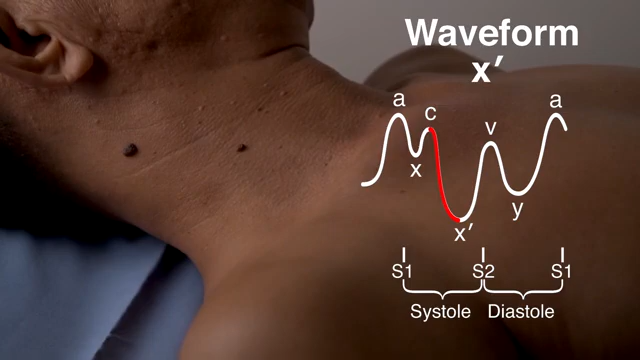 Waveform
x′
a
c
x
x′
v
y
a
S1 S2 S1
Systole Diastole